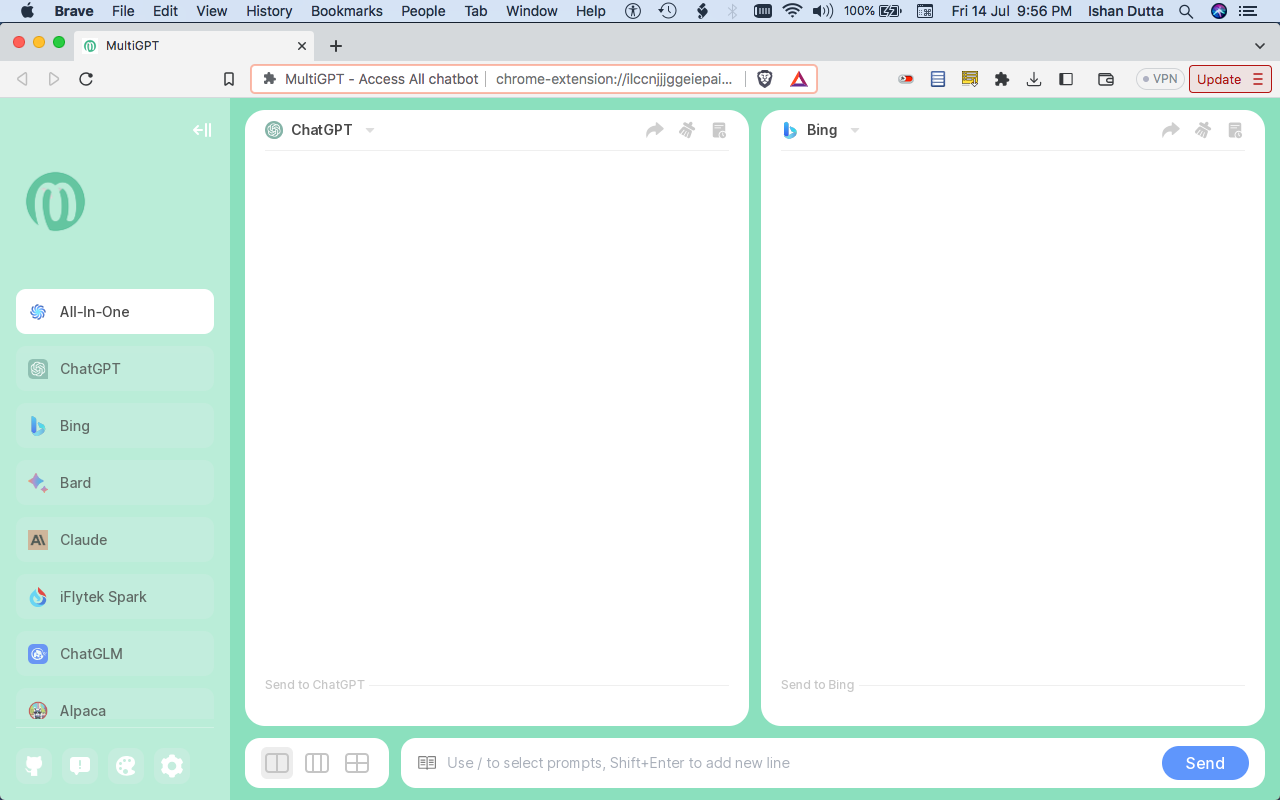 Brave File Edit View History Bookmarks People Tab Window Help 100% Fri 14 Jul 9:56 PM Ishan Dutta
MultiGPT
MultiGPT - Access All chatbot chrome-extension://ilccnjjjggeiepai... VPN Update
ChatGPT
Bing
All-In-One
ChatGPT
Bing
Bard
Claude
iFlytek Spark
ChatGLM
Alpaca
Send to ChatGPT
Send to Bing
Use / to select prompts, Shift+Enter to add new line
Send